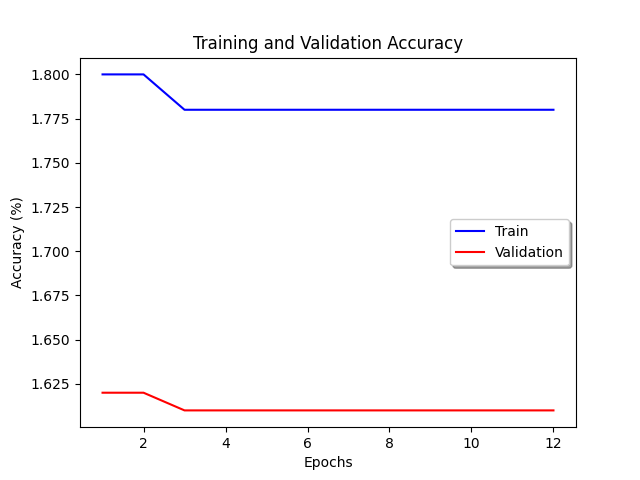 Training and Validation Accuracy
1.800
1.775
1.750
1.725
1.700
1.675
1.650
1.625
Accuracy (%)
Train
Validation
2 4 6 8 10 12
Epochs